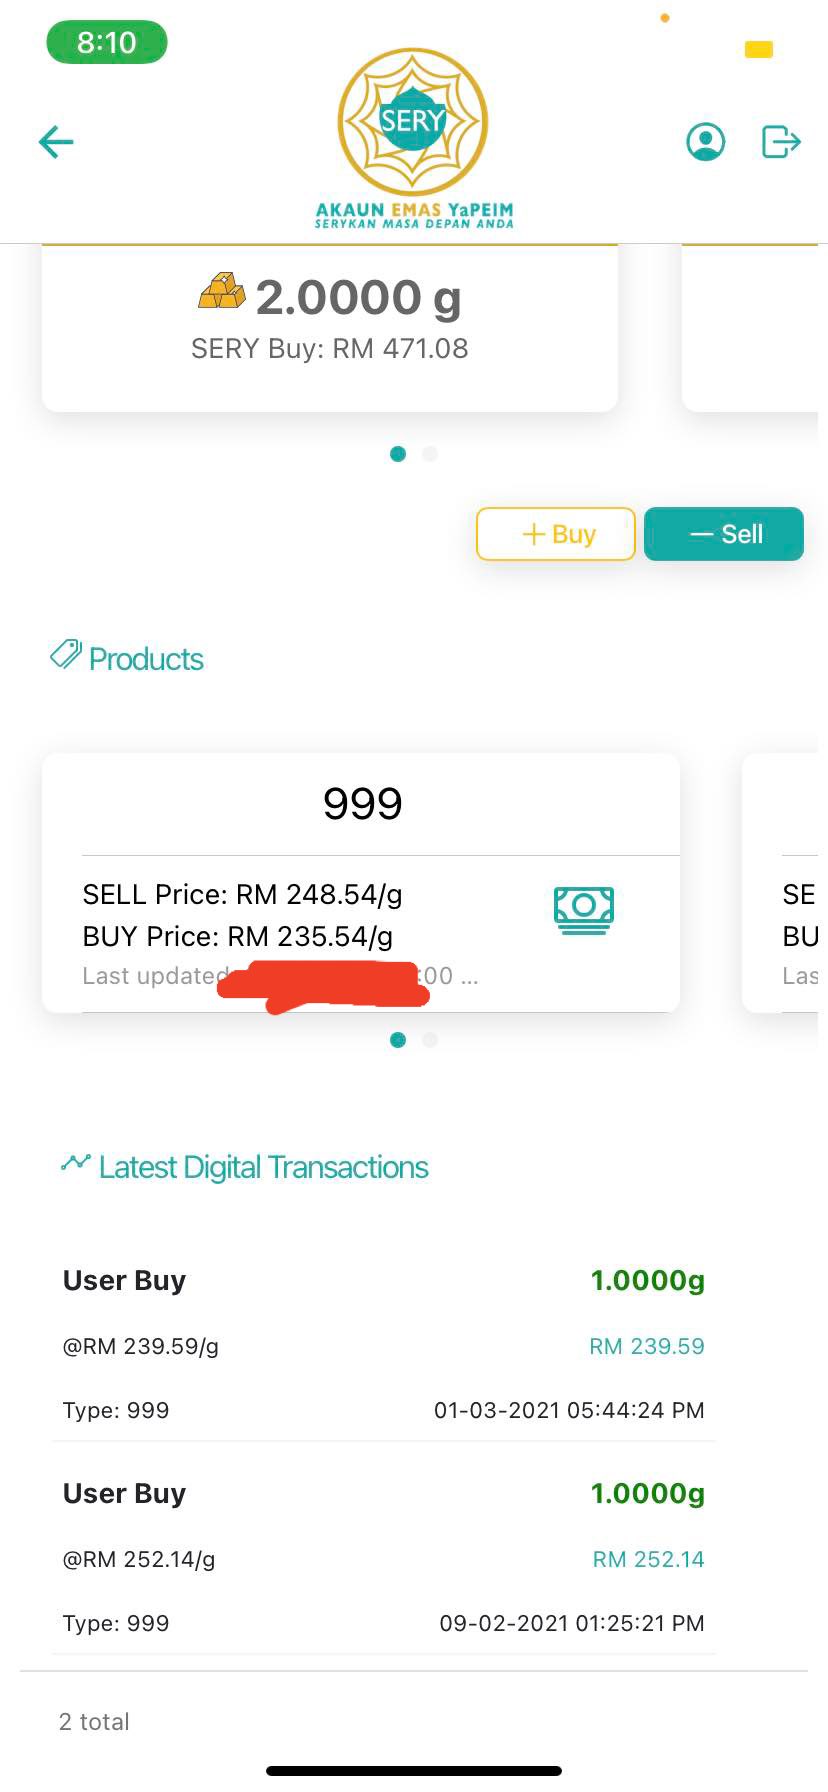 8:10
SERY
AKAUN EMAS YaPEIM
SERYKAN MASA DEPAN ANDA
2.0000 g
SERY Buy: RM 471.08
+ Buy
— Sell
Products
999
SELL Price: RM 248.54/g
SE
BUY Price: RM 235.54/g
BU
Last updated :00 ...
Las
Latest Digital Transactions
User Buy 1.0000g
@RM 239.59/g RM 239.59
Type: 999 01-03-2021 05:44:24 PM
User Buy 1.0000g
@RM 252.14/g RM 252.14
Type: 999 09-02-2021 01:25:21 PM
2 total